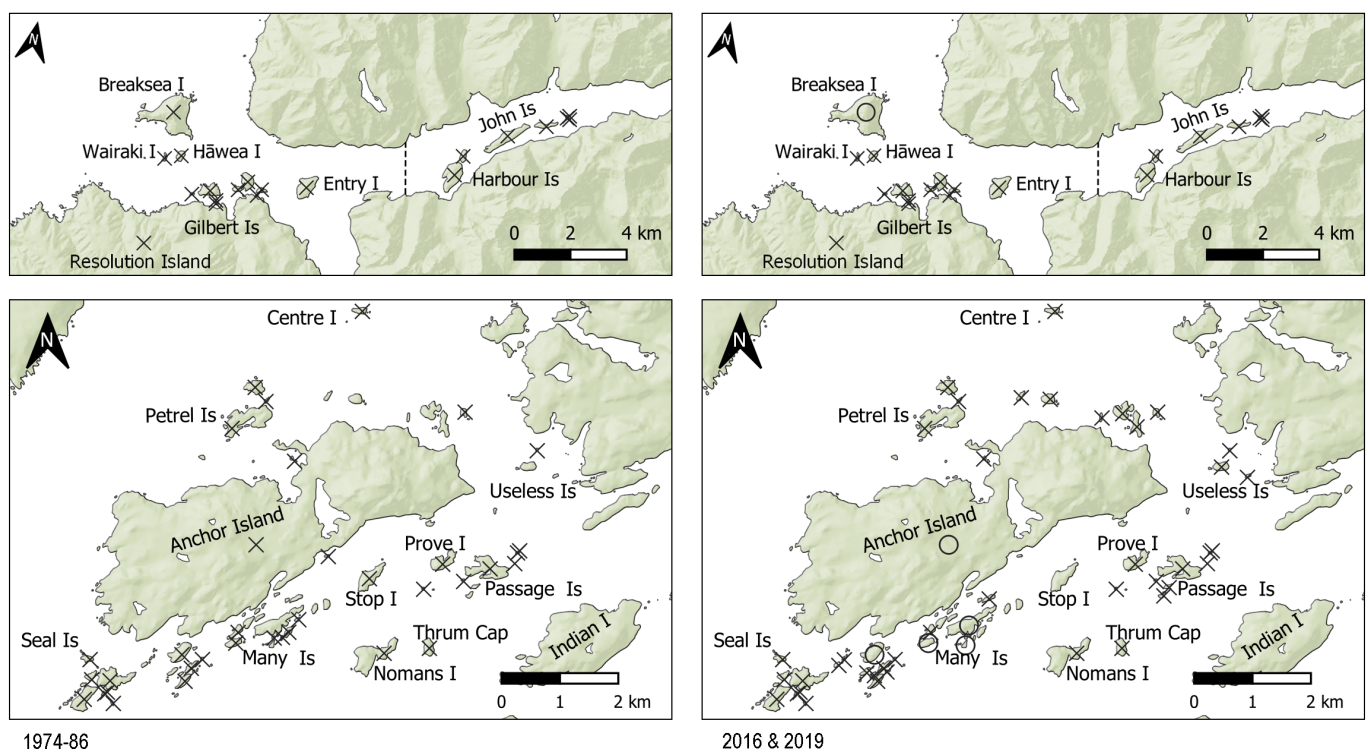 N
Breaksea I
John Is
Wairaki I
Hāwea I
Entry I
Harbour Is
Gilbert Is
Resolution Island
0 2 4 km
N
Breaksea I
John Is
Wairaki I
Hāwea I
Entry I
Harbour Is
Gilbert Is
Resolution Island
0 2 4 km
N
Centre I
Petrel Is
Useless Is
Anchor Island
Prove I
Passage Is
Stop I
Thrum Cap
Indian I
Seal Is
Many Is
Nomans I
0 1 2 km
N
Centre I
Petrel Is
Useless Is
Anchor Island
Prove I
Passage Is
Stop I
Thrum Cap
Indian I
Seal Is
Many Is
Nomans I
0 1 2 km
1974-86
2016 & 2019